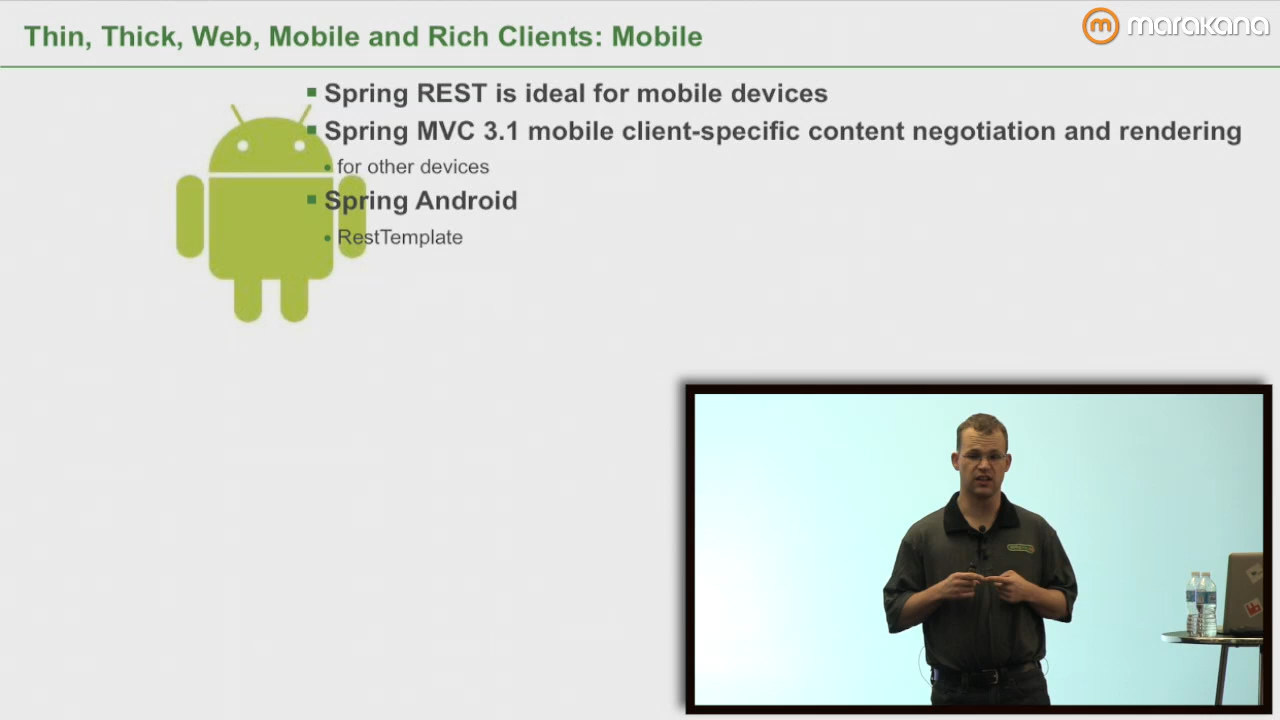 Thin, Thick, Web, Mobile and Rich Clients: Mobile
marakana
Spring REST is ideal for mobile devices
Spring MVC 3.1 mobile client-specific content negotiation and rendering
for other devices
Spring Android
RestTemplate